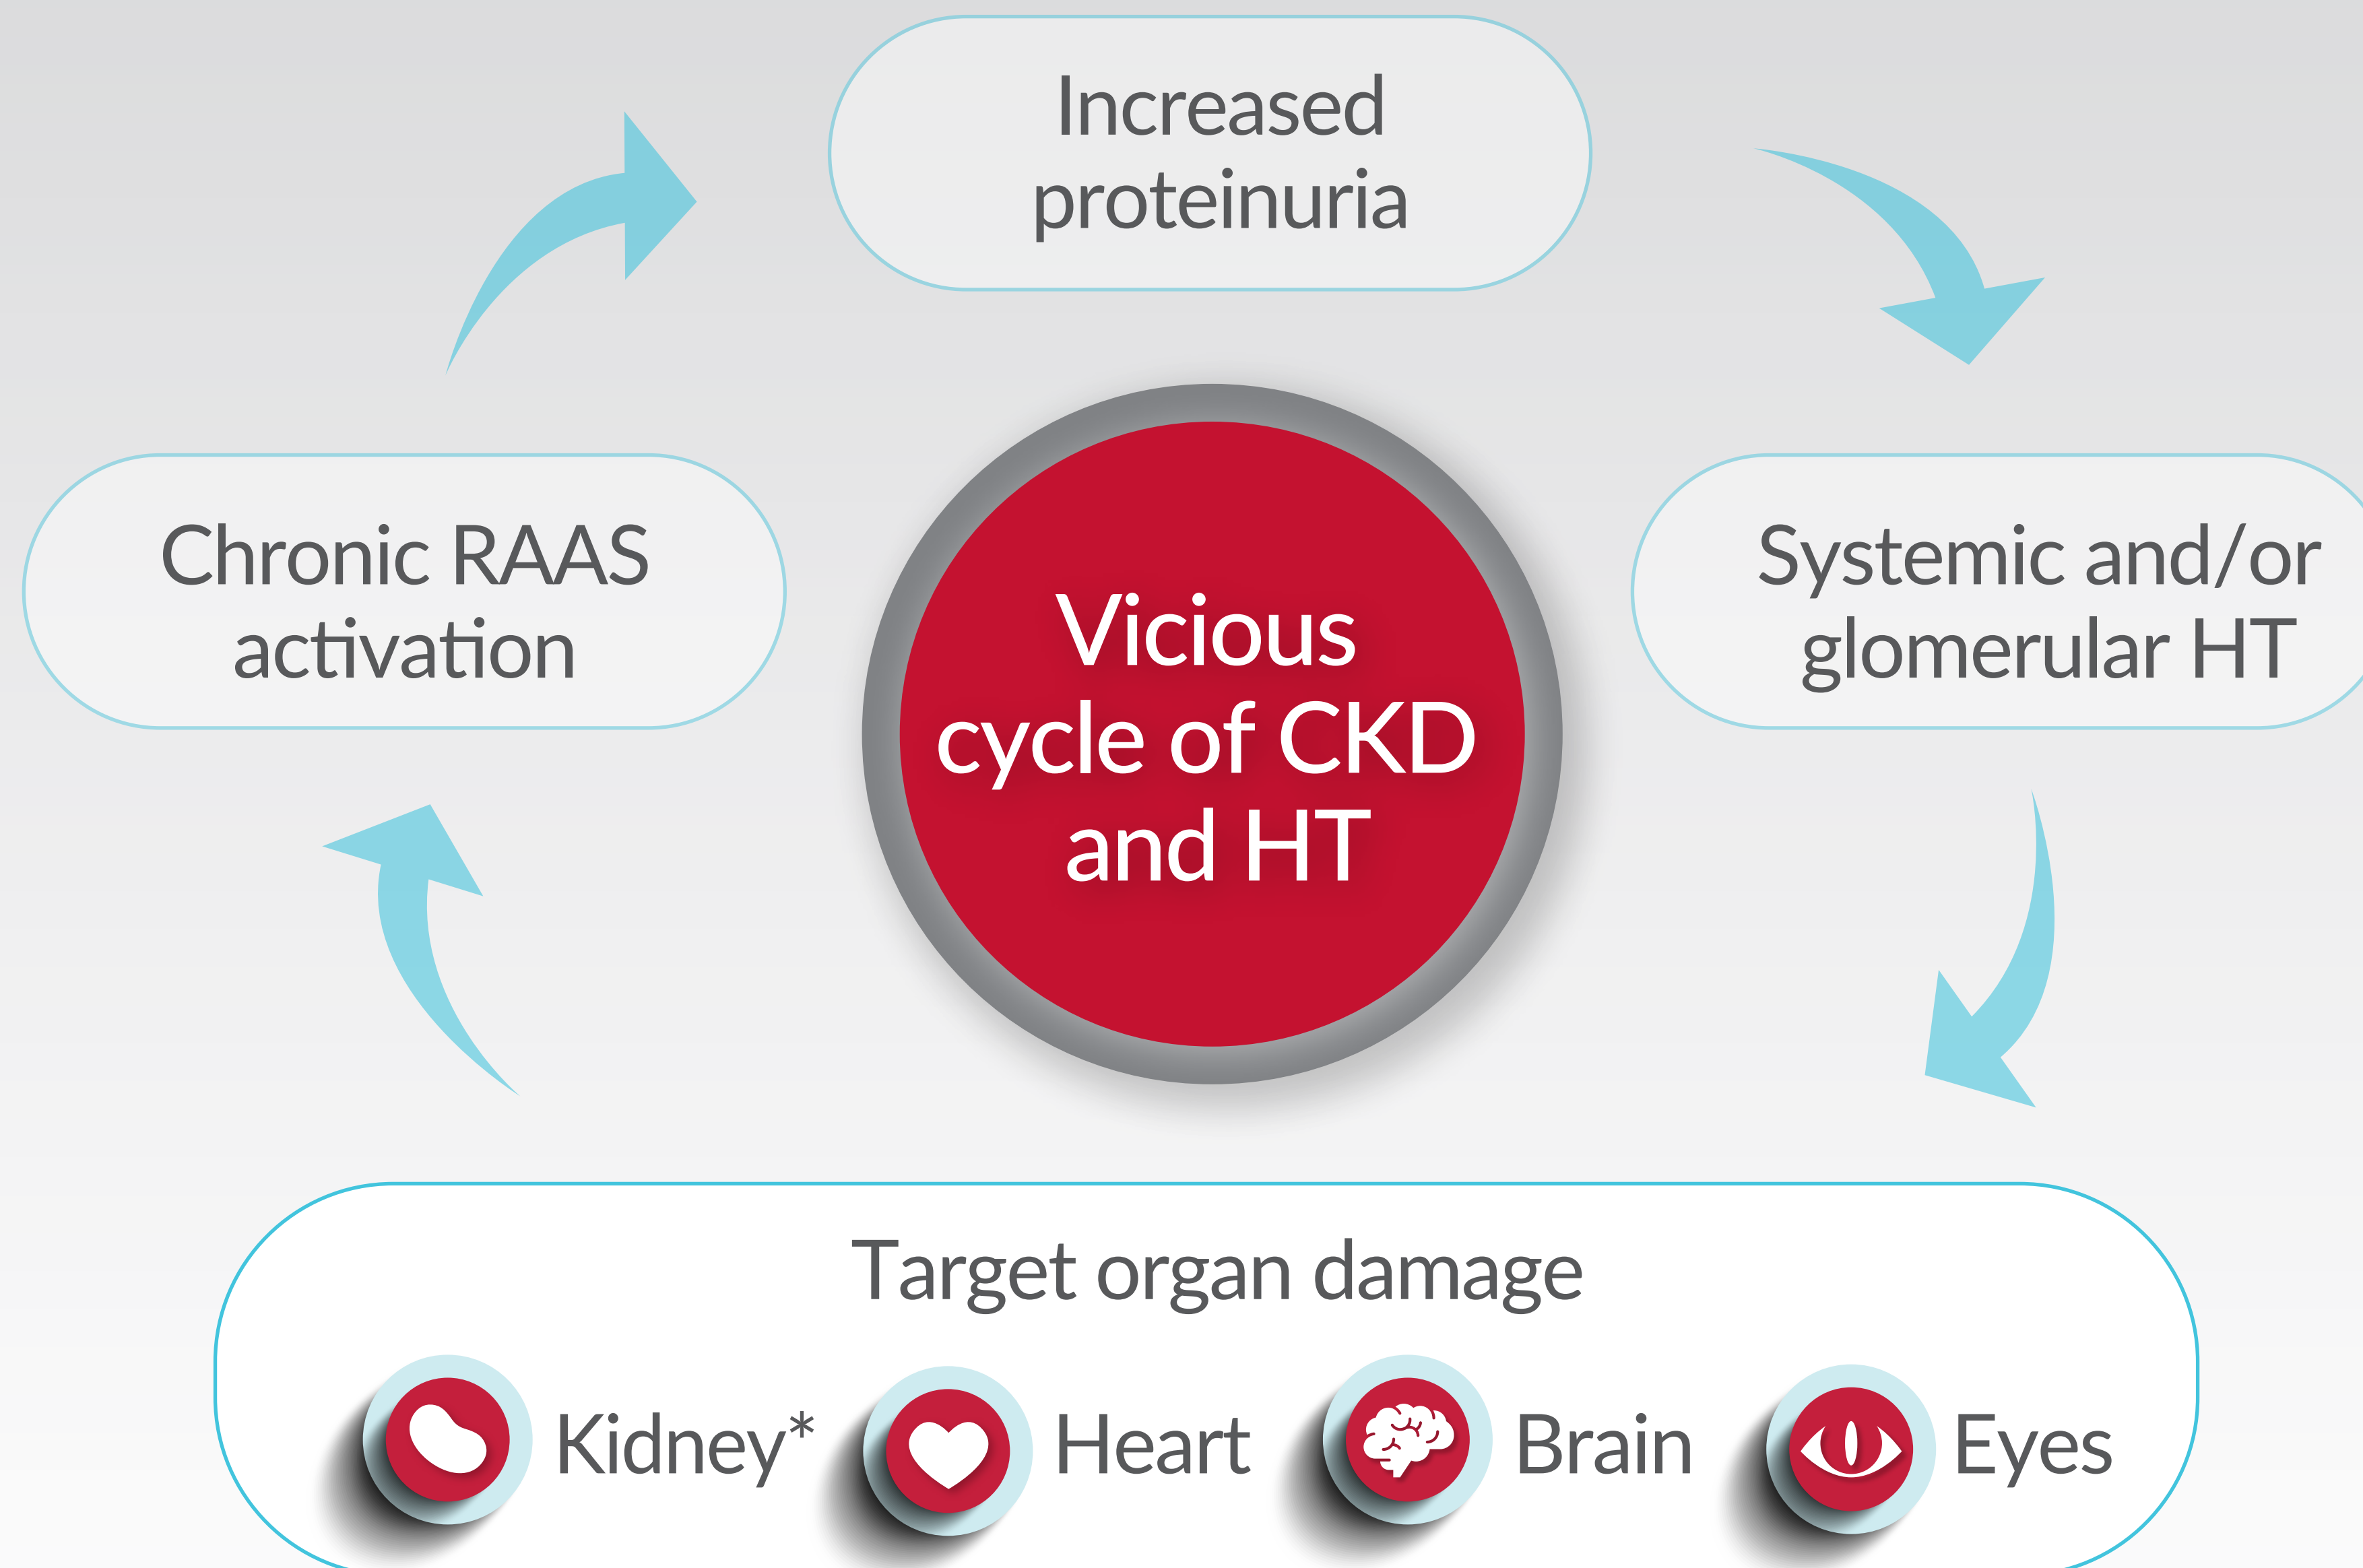 Increased
proteinuria
Chronic RAAS
activation
Systemic and/or
glomerular HT
Vicious
cycle of CKD
and HT
Target organ damage
Kidney*
Heart
Brain
Eyes